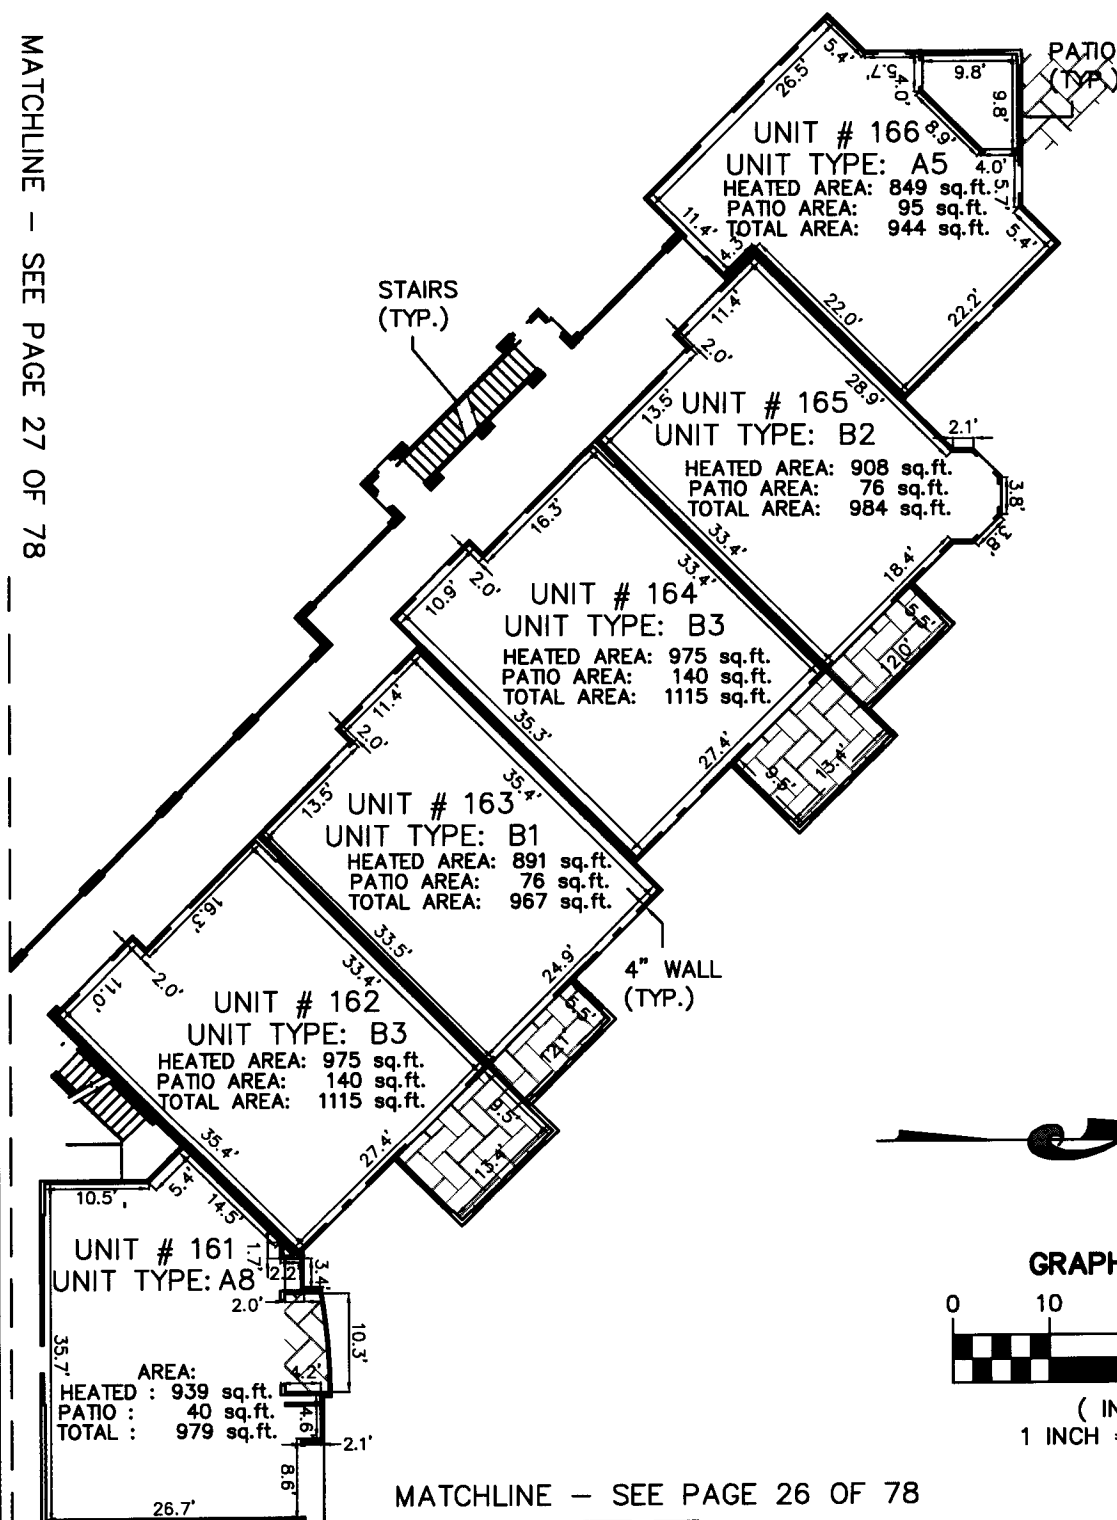 MATCHLINE – SEE PAGE 27 OF 78
PATIO
(TYP.)
5.4'
5.7'
4.0'
9.8'
9.8'
26.5'
8.9'
4.0'
5.7'
5.4'
UNIT # 166
UNIT TYPE: A5
HEATED AREA: 849 sq.ft.
PATIO AREA: 95 sq.ft.
TOTAL AREA: 944 sq.ft.
11.4'
4.3'
22.0'
22.2'
STAIRS
(TYP.)
11.4'
2.0'
13.5'
28.9'
2.1'
UNIT # 165
UNIT TYPE: B2
HEATED AREA: 908 sq.ft.
PATIO AREA: 76 sq.ft.
TOTAL AREA: 984 sq.ft.
3.8'
3.8'
33.4'
18.4'
5.5'
12.0'
16.3'
2.0'
10.9'
33.4'
UNIT # 164
UNIT TYPE: B3
HEATED AREA: 975 sq.ft.
PATIO AREA: 140 sq.ft.
TOTAL AREA: 1115 sq.ft.
35.3'
27.4'
9.5'
13.4'
11.4'
2.0'
13.5'
35.4'
UNIT # 163
UNIT TYPE: B1
HEATED AREA: 891 sq.ft.
PATIO AREA: 76 sq.ft.
TOTAL AREA: 967 sq.ft.
33.5'
24.9'
5.5'
12.1'
4" WALL
(TYP.)
16.3'
2.0'
11.0'
33.4'
UNIT # 162
UNIT TYPE: B3
HEATED AREA: 975 sq.ft.
PATIO AREA: 140 sq.ft.
TOTAL AREA: 1115 sq.ft.
35.4'
27.4'
9.5'
13.4'
10.5'
5.4'
14.5'
UNIT # 161
UNIT TYPE: A8
1.7'
2.2'
3.4'
2.0'
10.3'
35.7'
4.2'
AREA:
HEATED : 939 sq.ft.
PATIO : 40 sq.ft.
TOTAL : 979 sq.ft.
4.6'
2.1'
8.6'
26.7'
GRAPH
0 10
( IN
1 INCH =
MATCHLINE – SEE PAGE 26 OF 78